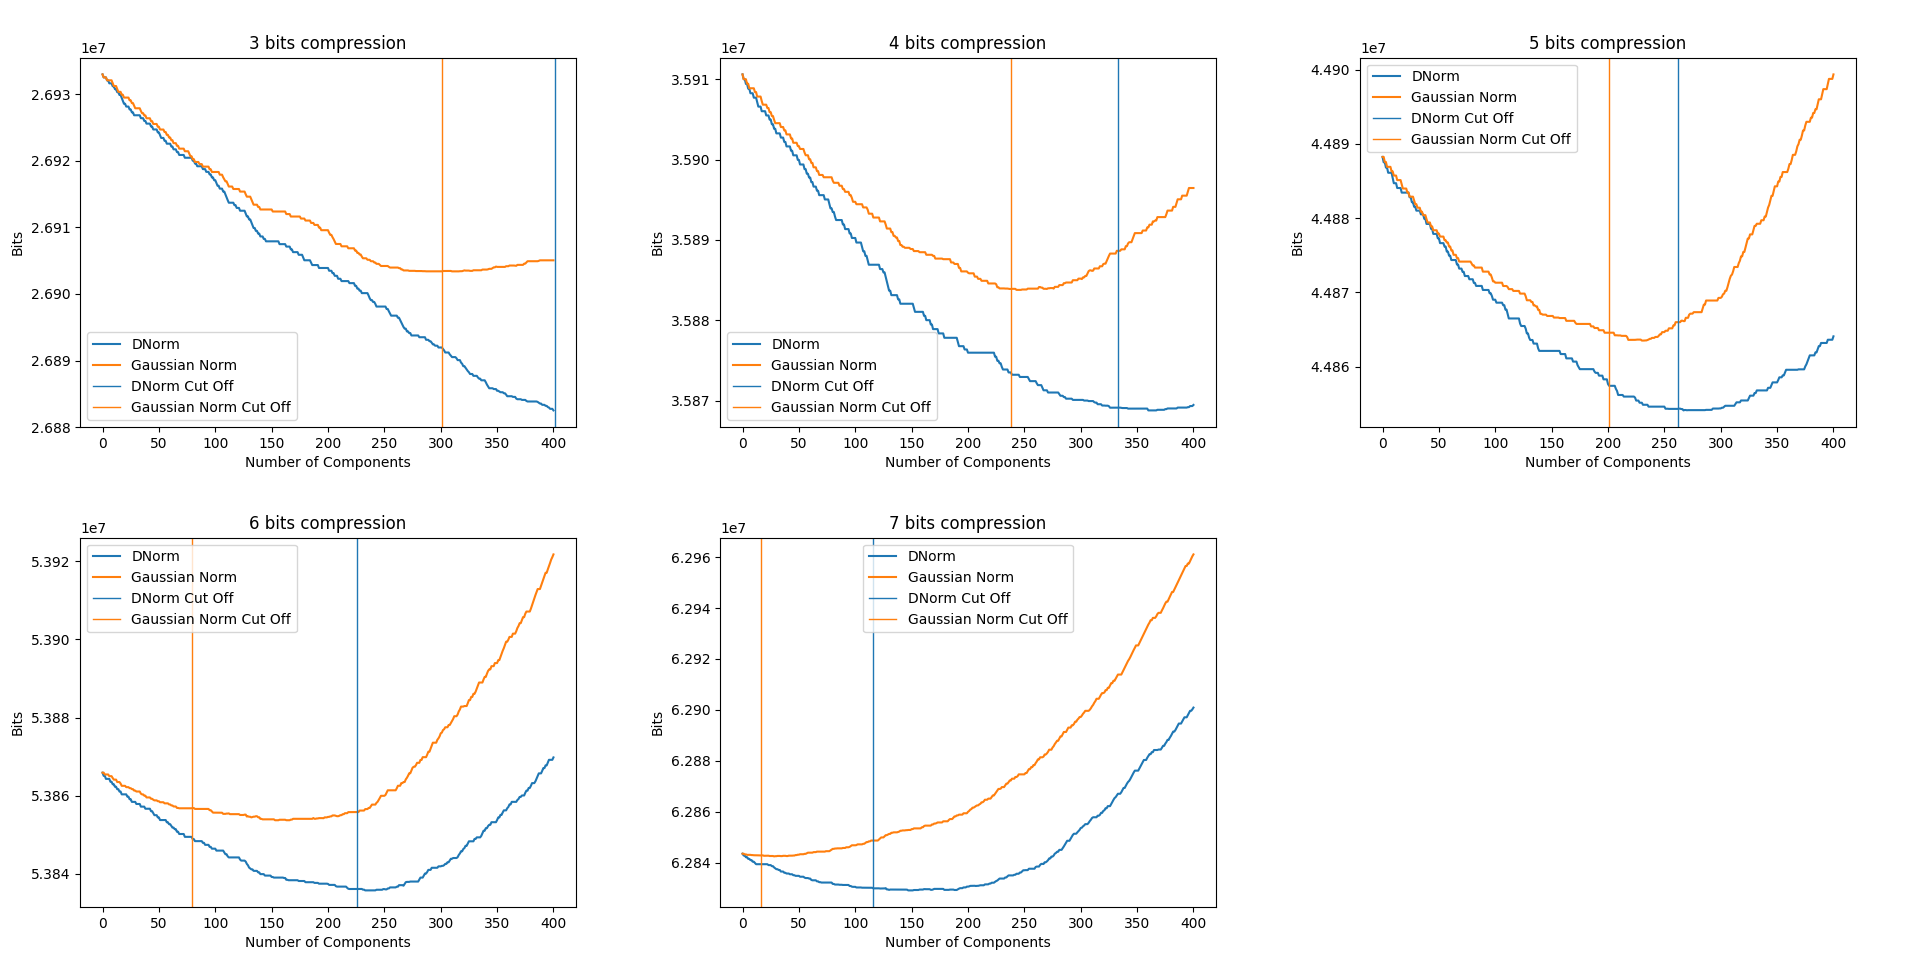 3 bits compression
1e7
2.693
2.692
2.691
2.690
2.689
2.688
Bits
DNorm
Gaussian Norm
DNorm Cut Off
Gaussian Norm Cut Off
0 50 100 150 200 250 300 350 400
Number of Components
4 bits compression
1e7
3.591
3.590
3.589
3.588
3.587
Bits
DNorm
Gaussian Norm
DNorm Cut Off
Gaussian Norm Cut Off
0 50 100 150 200 250 300 350 400
Number of Components
5 bits compression
1e7
4.490
4.489
4.488
4.487
4.486
Bits
DNorm
Gaussian Norm
DNorm Cut Off
Gaussian Norm Cut Off
0 50 100 150 200 250 300 350 400
Number of Components
6 bits compression
1e7
5.392
5.390
5.388
5.386
5.384
Bits
DNorm
Gaussian Norm
DNorm Cut Off
Gaussian Norm Cut Off
0 50 100 150 200 250 300 350 400
Number of Components
7 bits compression
1e7
6.296
6.294
6.292
6.290
6.288
6.286
6.284
Bits
DNorm
Gaussian Norm
DNorm Cut Off
Gaussian Norm Cut Off
0 50 100 150 200 250 300 350 400
Number of Components